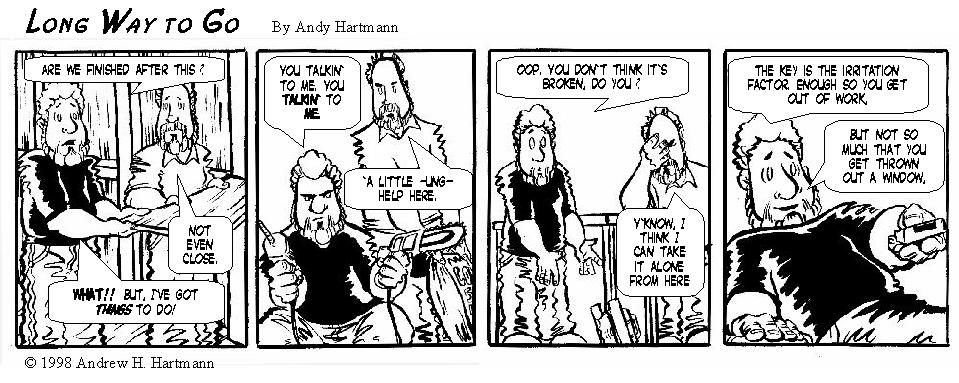 LONG WAY TO GO
By Andy Hartmann
ARE WE FINISHED AFTER THIS?
NOT
EVEN
CLOSE.
WHAT!! BUT, I'VE GOT
THINGS TO DO!
YOU TALKIN'
TO ME. YOU
TALKIN' TO
ME.
'A LITTLE -UNG-
HELP HERE.
OOP. YOU DON'T THINK IT'S
BROKEN, DO YOU?
Y'KNOW, I
THINK I
CAN TAKE
IT ALONE
FROM HERE
THE KEY IS THE IRRITATION
FACTOR. ENOUGH SO YOU GET
OUT OF WORK,
BUT NOT SO
MUCH THAT YOU
GET THROWN
OUT A WINDOW.
© 1998 Andrew H. Hartmann